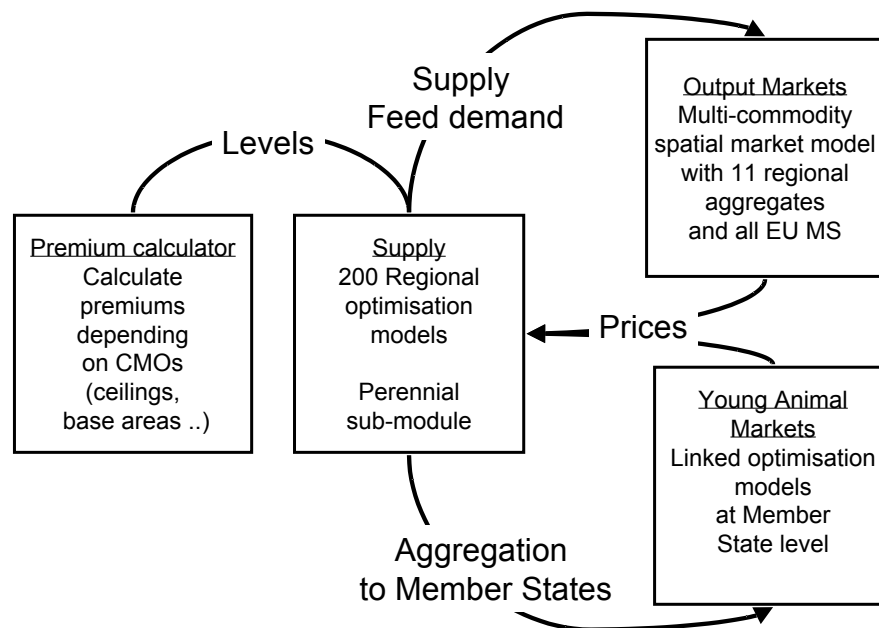 Supply
Feed demand
Levels
Output Markets
Multi-commodity
spatial market model
with 11 regional
aggregates
and all EU MS
Premium calculator
Calculate
premiums
depending
on CMOs
(ceilings,
base areas ..)
Supply
200 Regional
optimisation
models
Perennial
sub-module
Prices
Young Animal
Markets
Linked optimisation
models
at Member
State level
Aggregation
to Member States